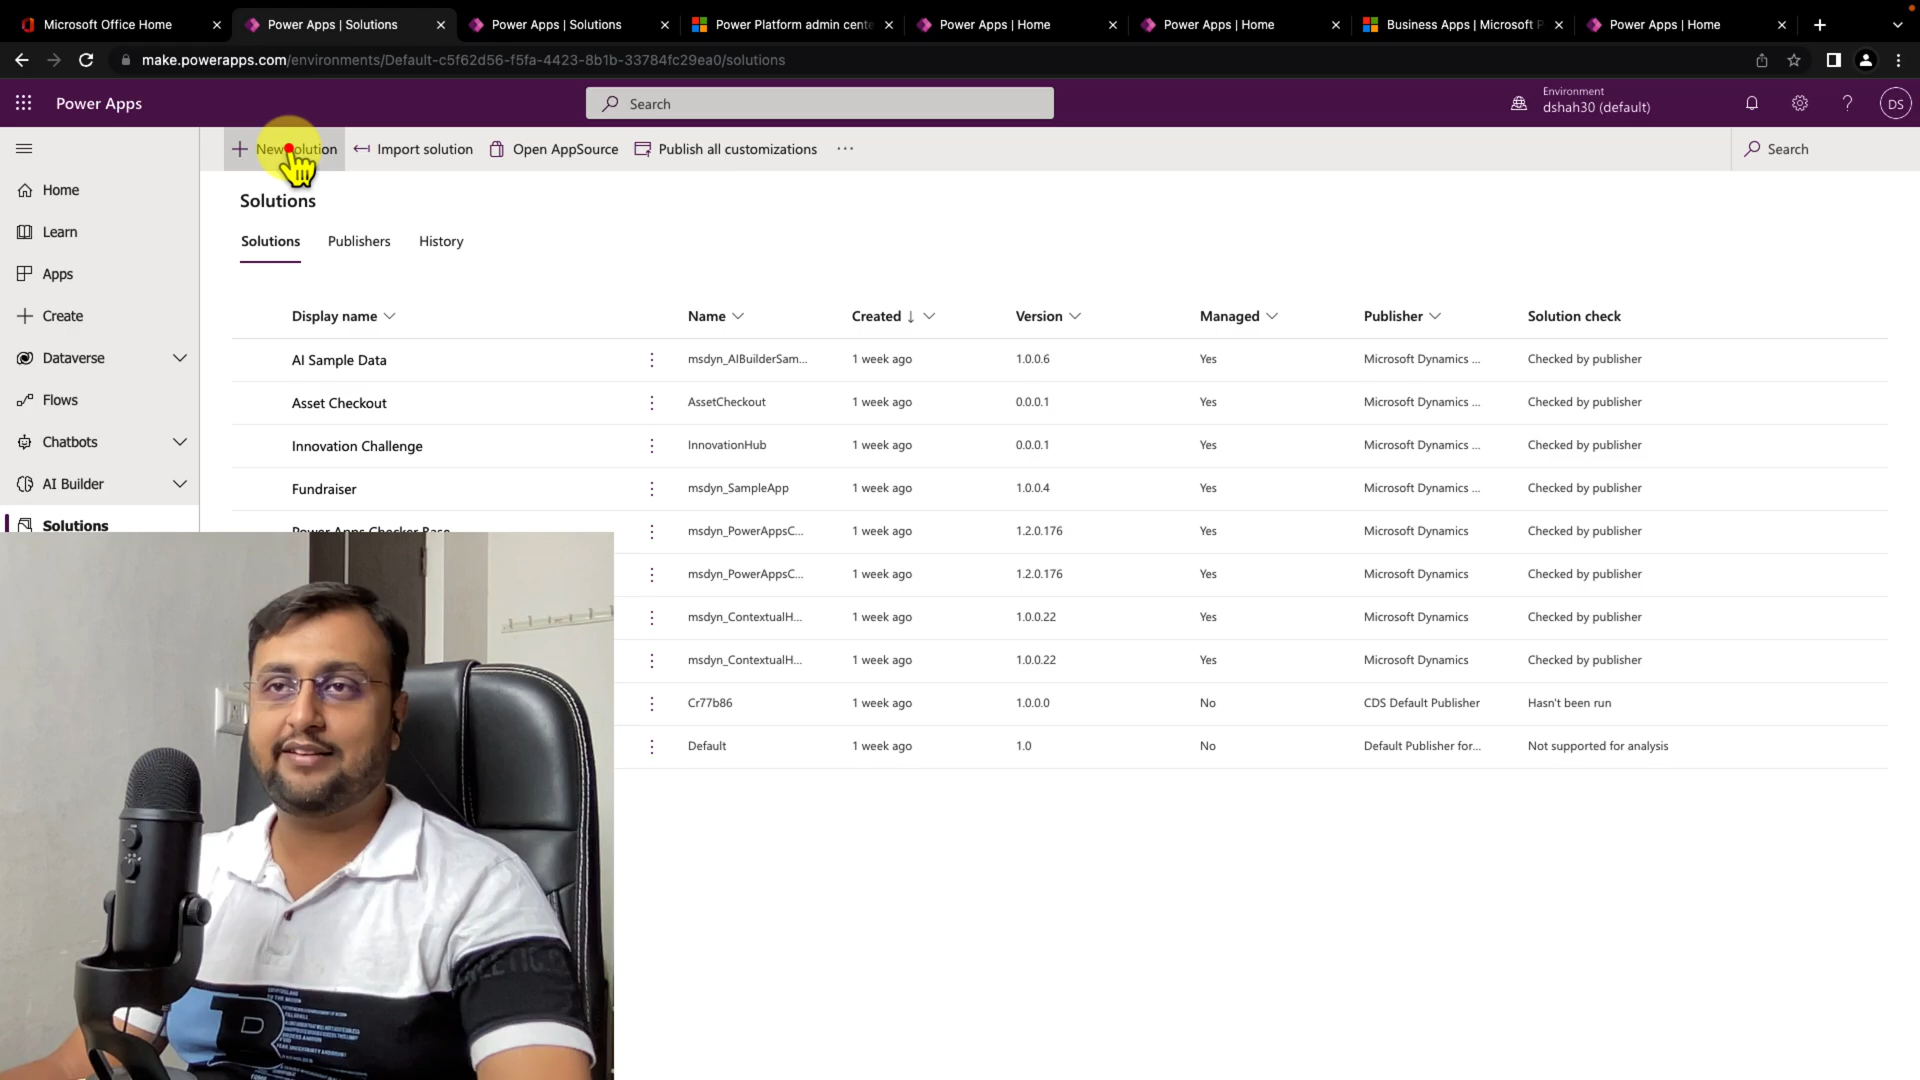 Microsoft Office Home
Power Apps | Solutions
Power Apps | Solutions
Power Platform admin cente
Power Apps | Home
Power Apps | Home
Business Apps | Microsoft P
Power Apps | Home
make.powerapps.com/environments/Default-c5f62d56-f5fa-4423-8b1b-33784fc29ea0/solutions
Power Apps
Search
Environment
dshah30 (default)
DS
New solution
Import solution
Open AppSource
Publish all customizations
Search
Home
Learn
Apps
Create
Dataverse
Flows
Chatbots
AI Builder
Solutions
Solutions
Solutions Publishers History
Display name Name Created Version Managed Publisher Solution check
AI Sample Data msdyn_AIBuilderSam... 1 week ago 1.0.0.6 Yes Microsoft Dynamics ... Checked by publisher
Asset Checkout AssetCheckout 1 week ago 0.0.0.1 Yes Microsoft Dynamics ... Checked by publisher
Innovation Challenge InnovationHub 1 week ago 0.0.0.1 Yes Microsoft Dynamics ... Checked by publisher
Fundraiser msdyn_SampleApp 1 week ago 1.0.0.4 Yes Microsoft Dynamics ... Checked by publisher
Power Apps Checker Base msdyn_PowerAppsC... 1 week ago 1.2.0.176 Yes Microsoft Dynamics Checked by publisher
msdyn_PowerAppsC... 1 week ago 1.2.0.176 Yes Microsoft Dynamics Checked by publisher
msdyn_ContextualH... 1 week ago 1.0.0.22 Yes Microsoft Dynamics Checked by publisher
msdyn_ContextualH... 1 week ago 1.0.0.22 Yes Microsoft Dynamics Checked by publisher
Cr77b86 1 week ago 1.0.0.0 No CDS Default Publisher Hasn't been run
Default 1 week ago 1.0 No Default Publisher for... Not supported for analysis